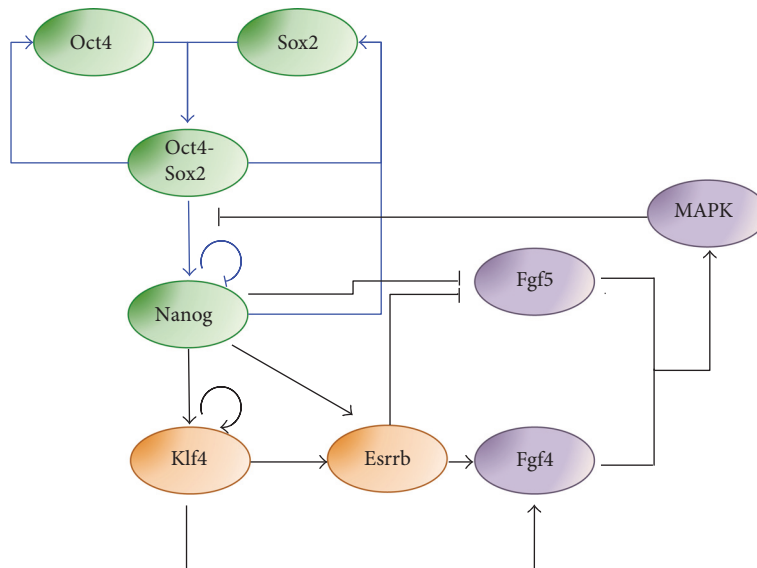 Oct4
Sox2
Oct4-
Sox2
MAPK
Fgf5
Nanog
Klf4
Esrrb
Fgf4